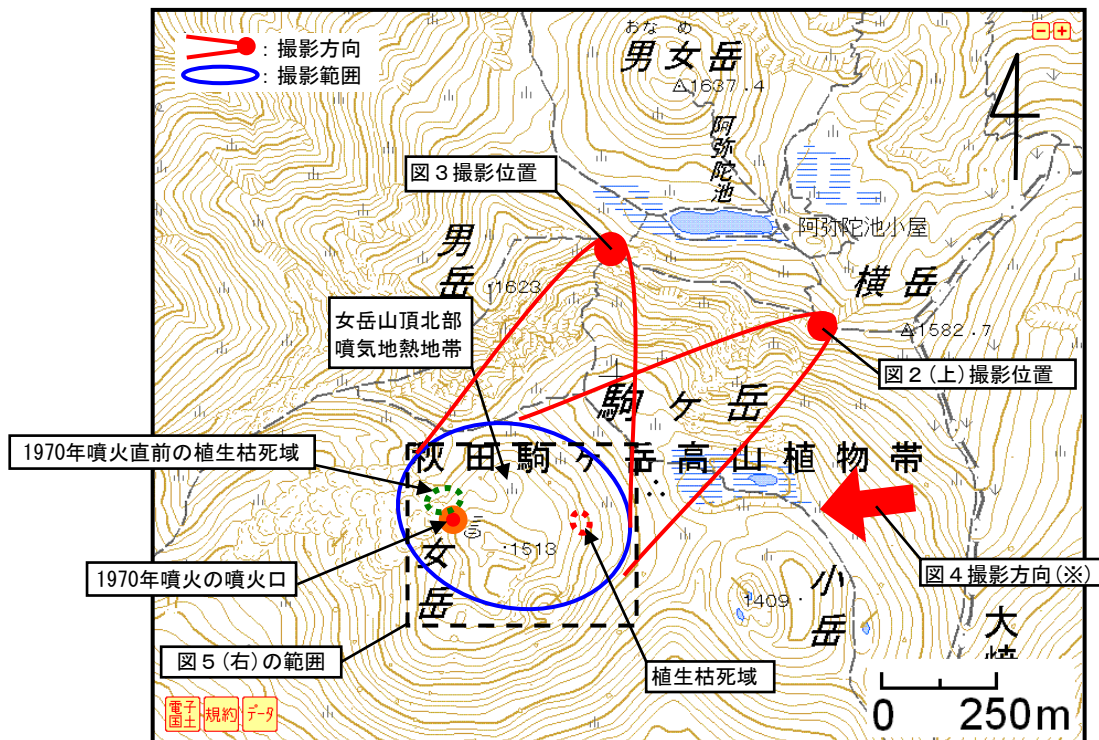 ：撮影方向
：撮影範囲
おなめ
男女岳
1637.4
阿弥陀池
図３撮影位置
阿弥陀池小屋
男岳
1623
横岳
1582.7
女岳山頂北部
噴気地熱地帯
図２(上)撮影位置
駒ヶ岳
1970年噴火直前の植生枯死域
秋田駒ヶ岳高山植物帯
1513
女岳
1970年噴火の噴火口
図４撮影方向(※)
小岳
1409
大焼
図５(右)の範囲
植生枯死域
電子国土
規約
データ
0 250m